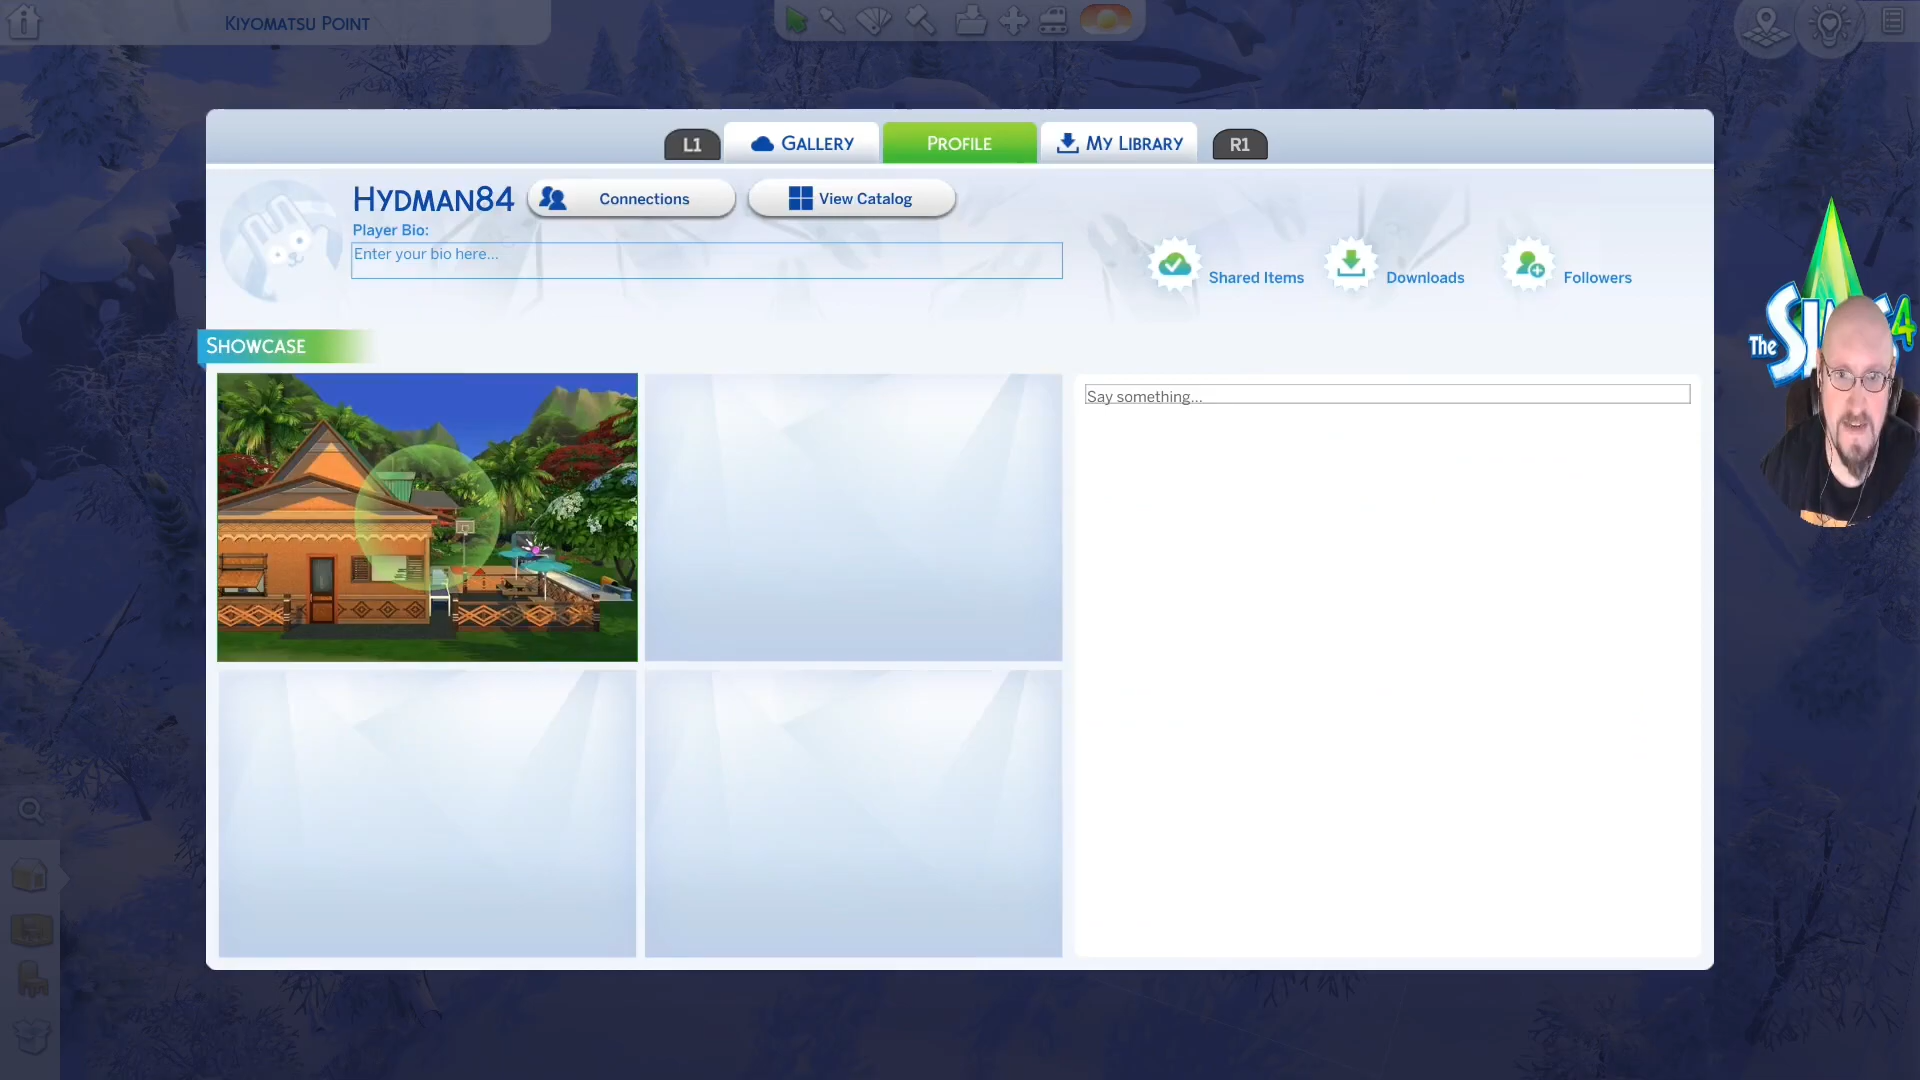 KIYOMATSU POINT
L1
GALLERY
PROFILE
MY LIBRARY
R1
HYDMAN84
Connections
View Catalog
Player Bio:
Enter your bio here...
Shared Items
Downloads
Followers
SHOWCASE
Say something...
The
4